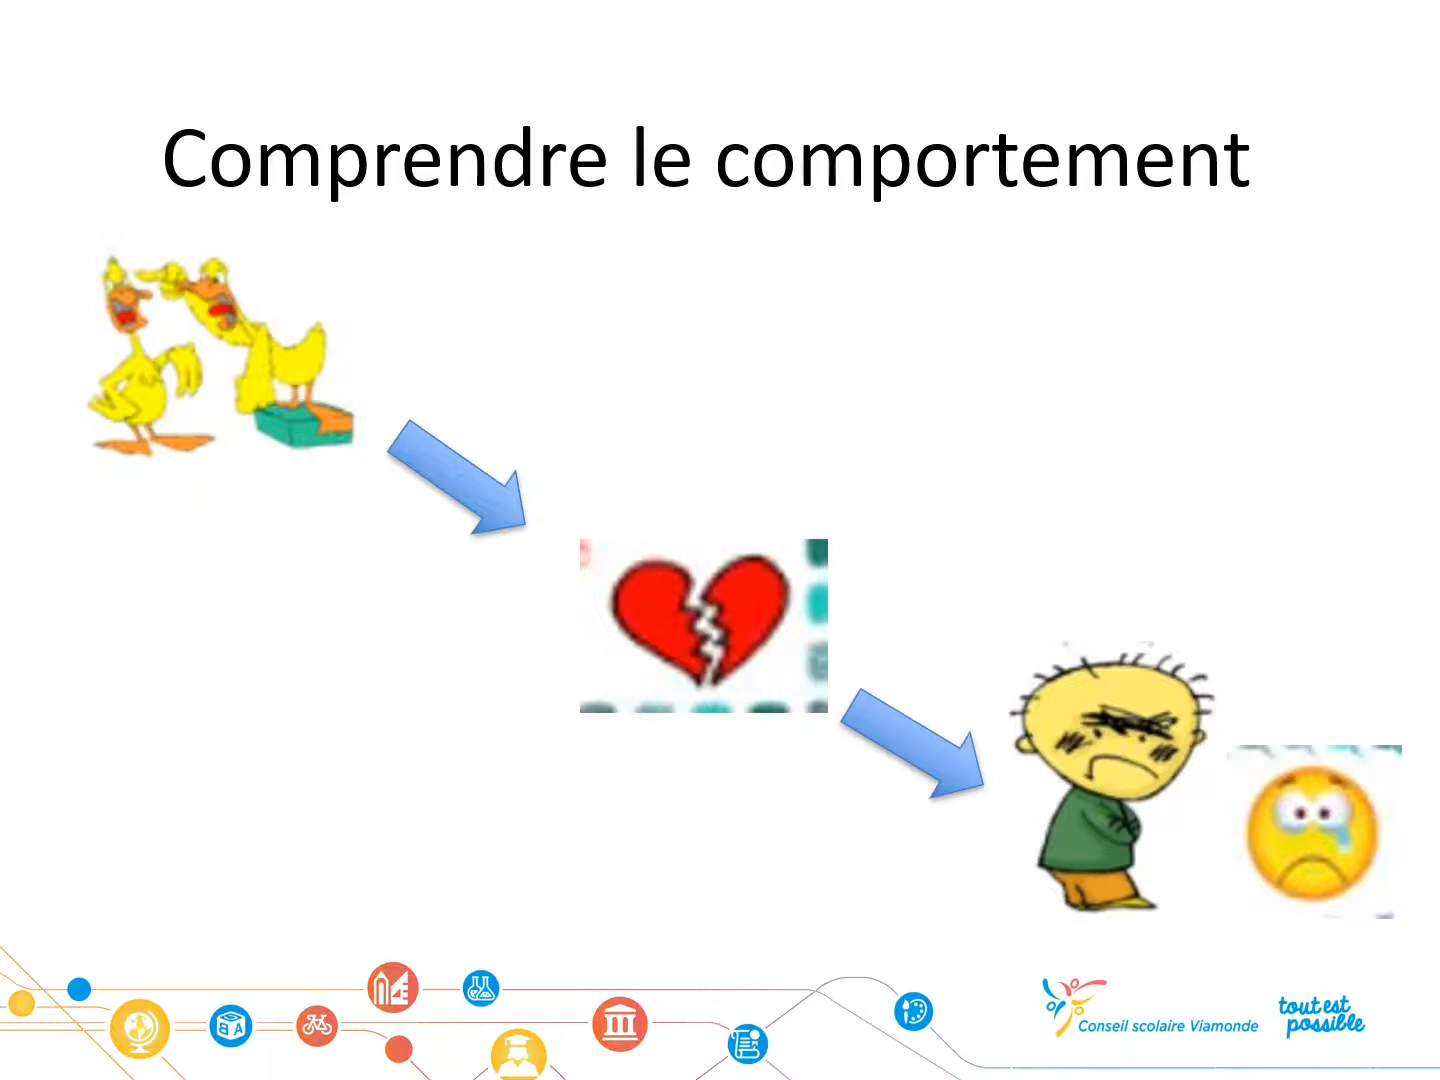 Comprendre le comportement
B A
Conseil scolaire Viamonde
tout est
possible